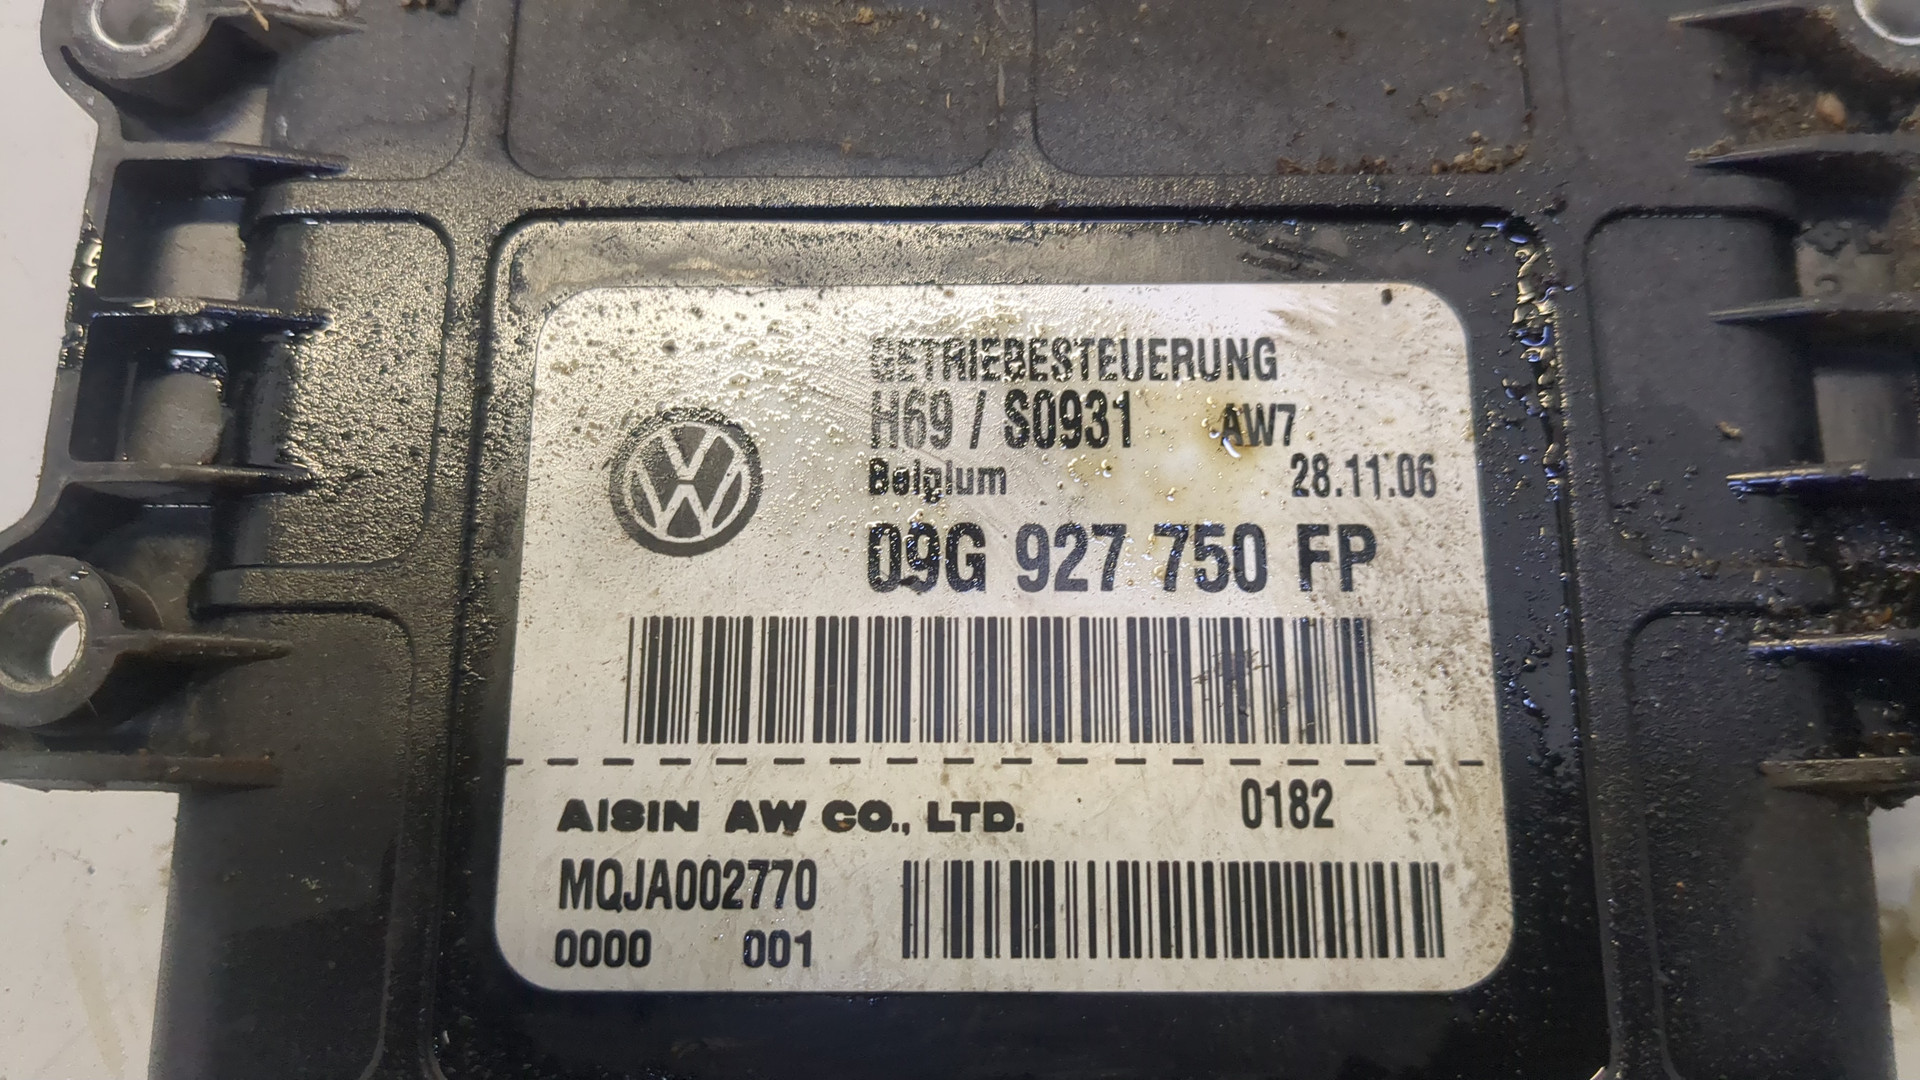 GETRIEBESTEUERUNG
H69 / S0931 AW7
Belgium 28.11.06
09G 927 750 FP
AISIN AW CO., LTD. 0182
MQJA002770
0000 001